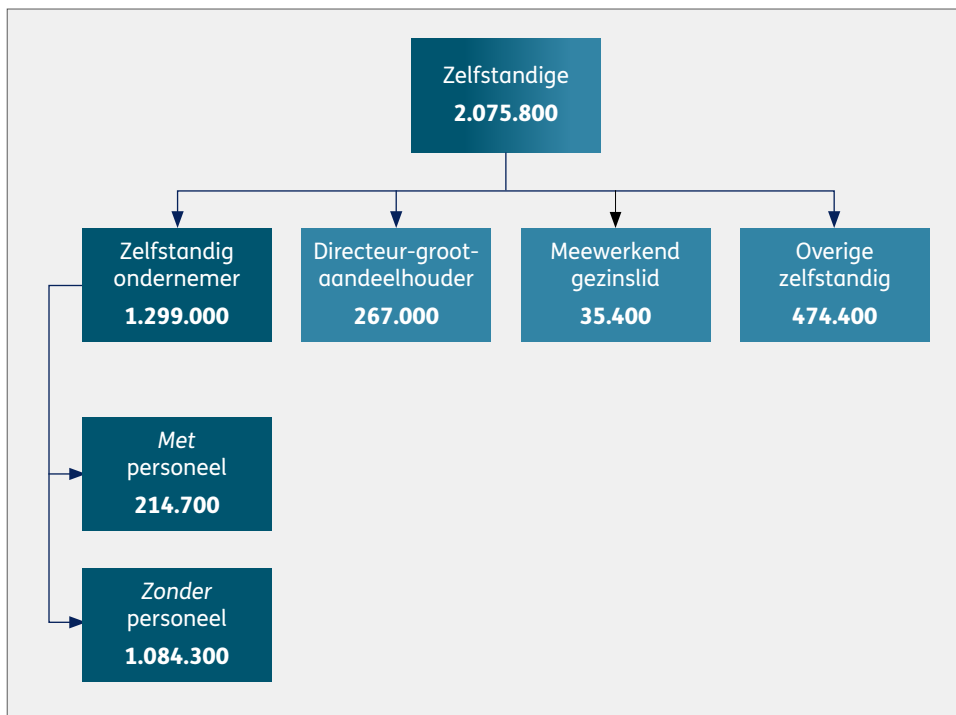 Zelfstandige
2.075.800
Zelfstandig
ondernemer
1.299.000
Directeur-groot-
aandeelhouder
267.000
Meewerkend
gezinslid
35.400
Overige
zelfstandig
474.400
Met
personeel
214.700
Zonder
personeel
1.084.300